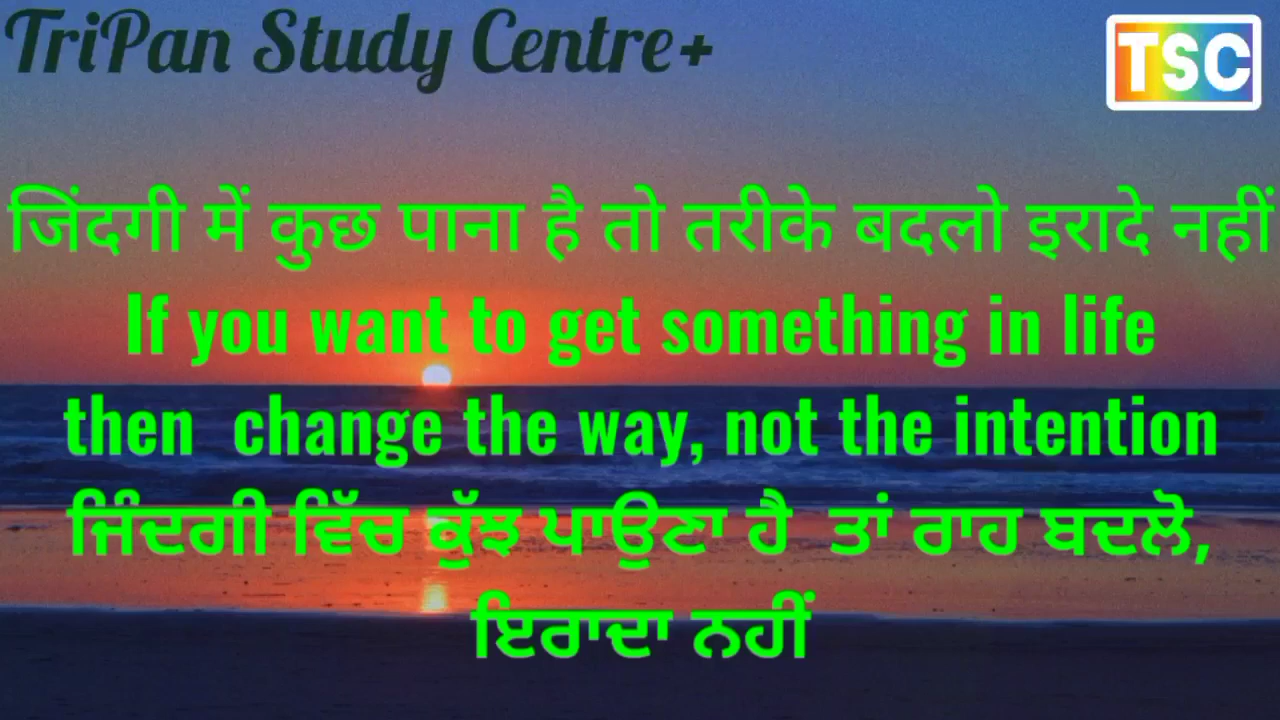 TriPan Study Centre+
TSC
जिंदगी में कुछ पाना है तो तरीके बदलो इरादे नहीं
If you want to get something in life
then change the way, not the intention
ਜਿੰਦਗੀ ਵਿੱਚ ਕੁੱਝ ਪਾਉਣਾ ਹੈ ਤਾਂ ਰਾਹ ਬਦਲੋ,
ਇਰਾਦਾ ਨਹੀਂ